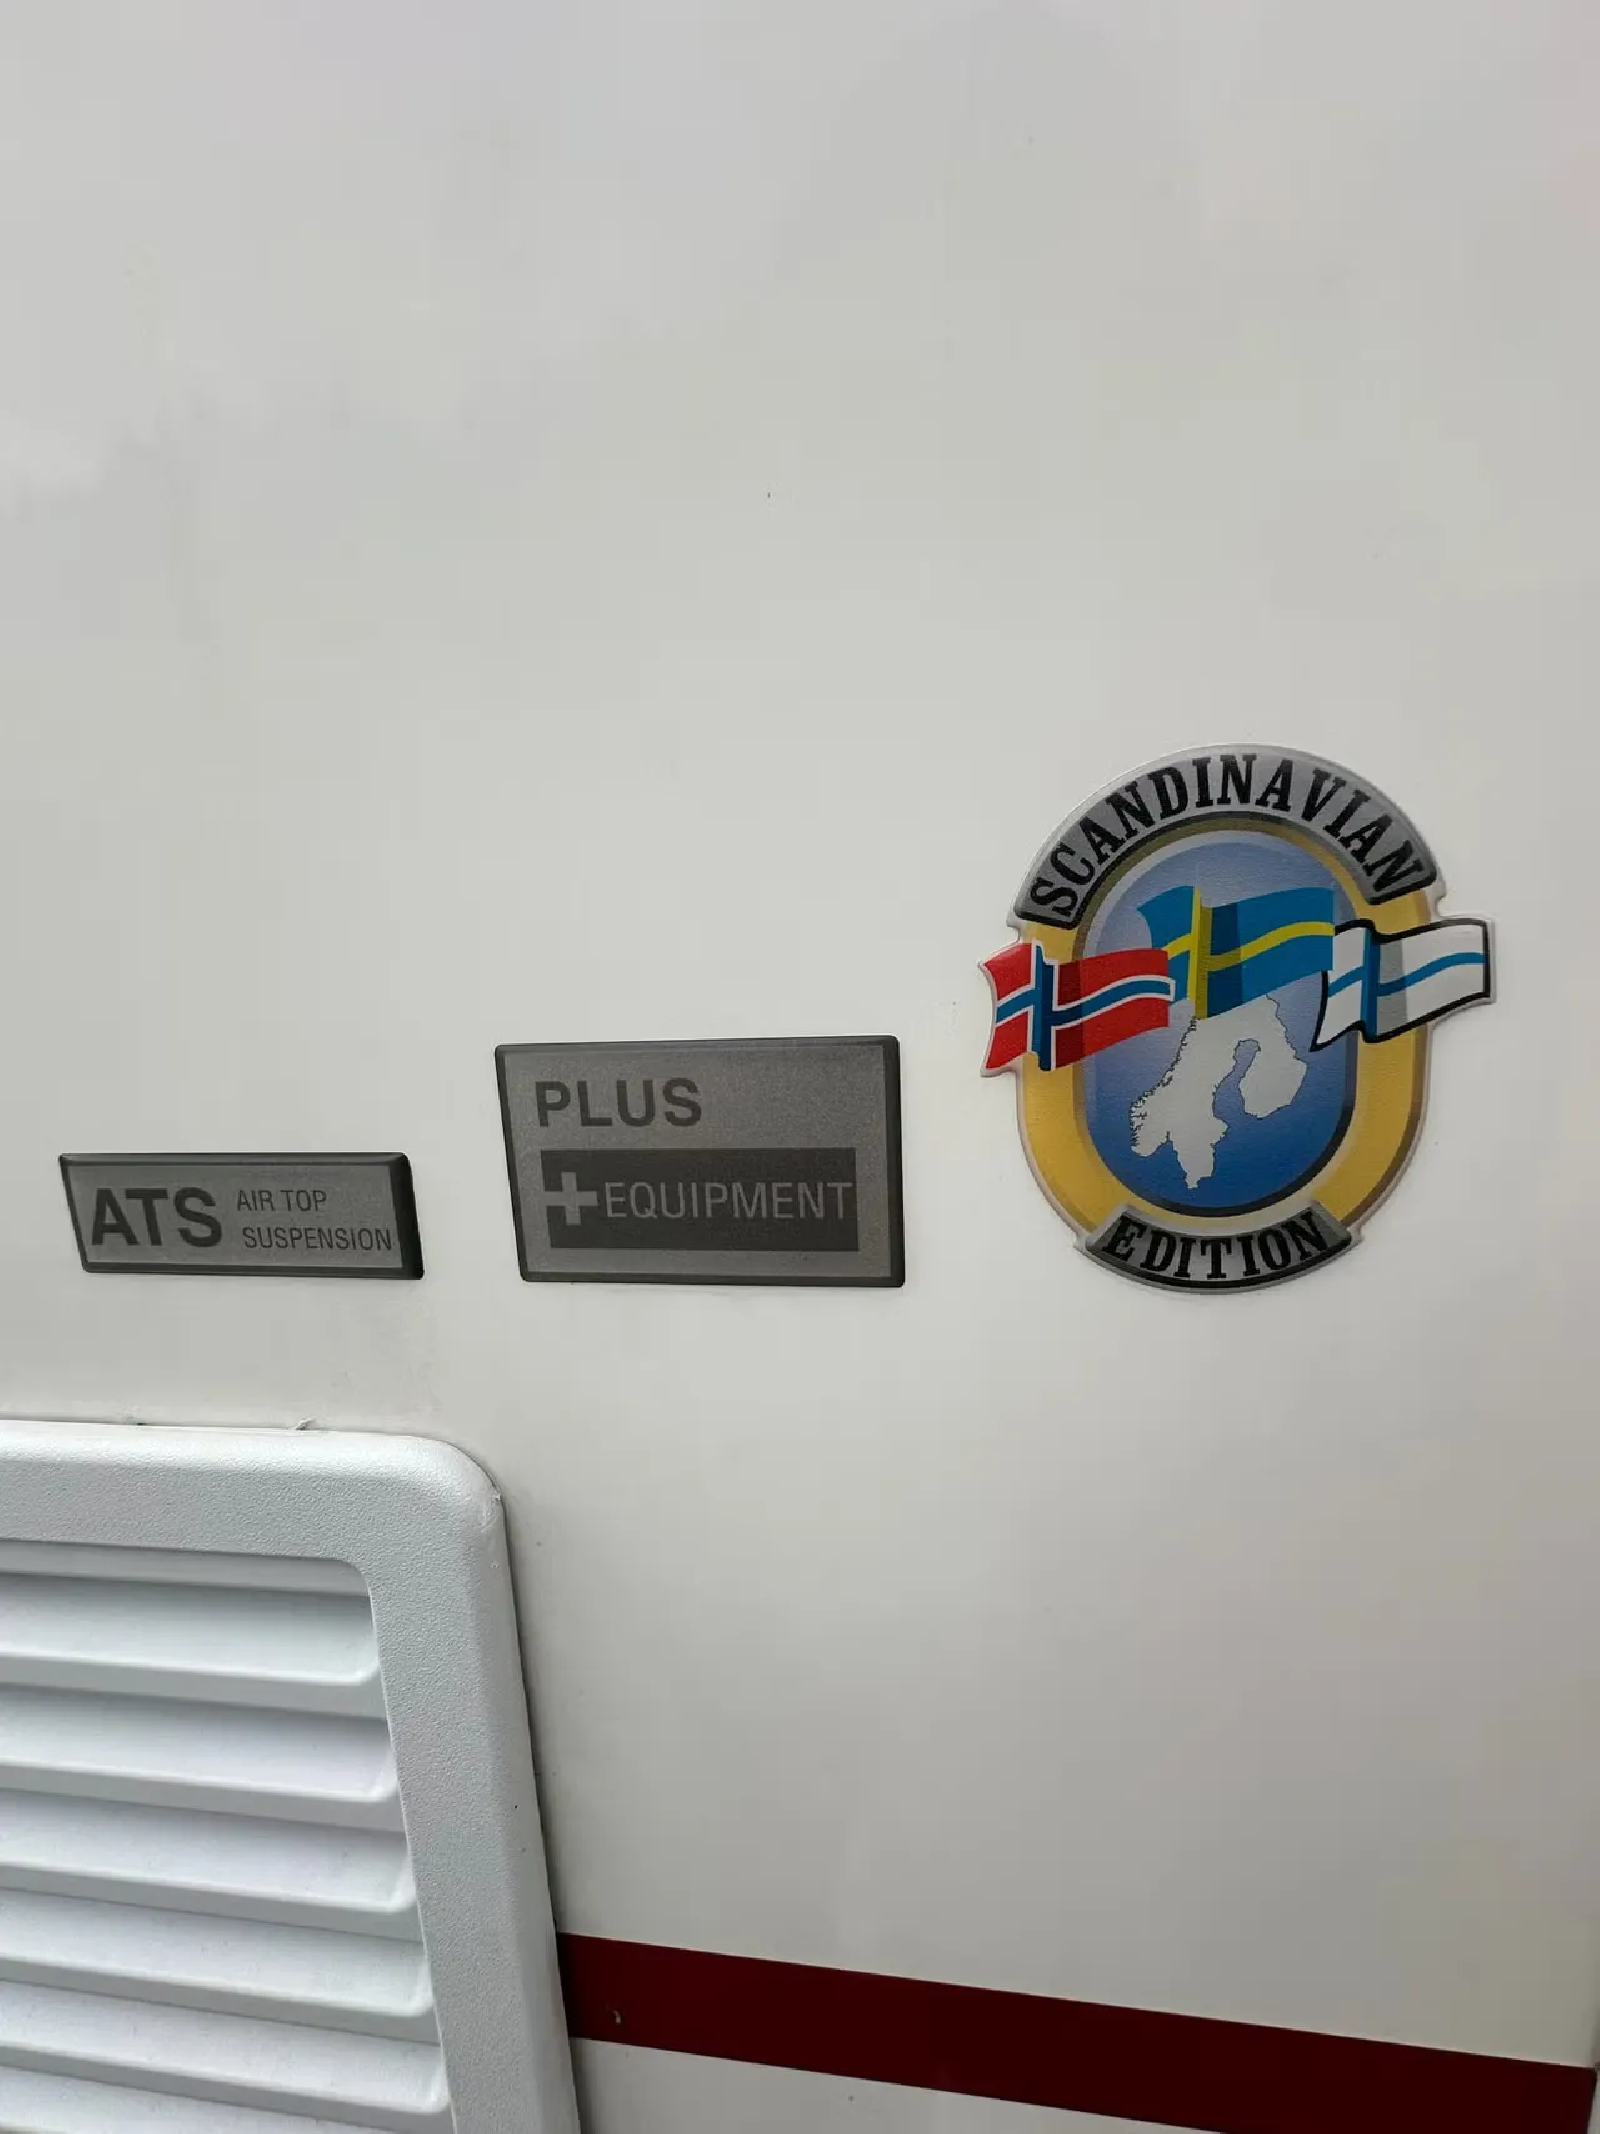 ATS AIR TOP
SUSPENSION
PLUS
+EQUIPMENT
SCANDINAVIAN
EDITION